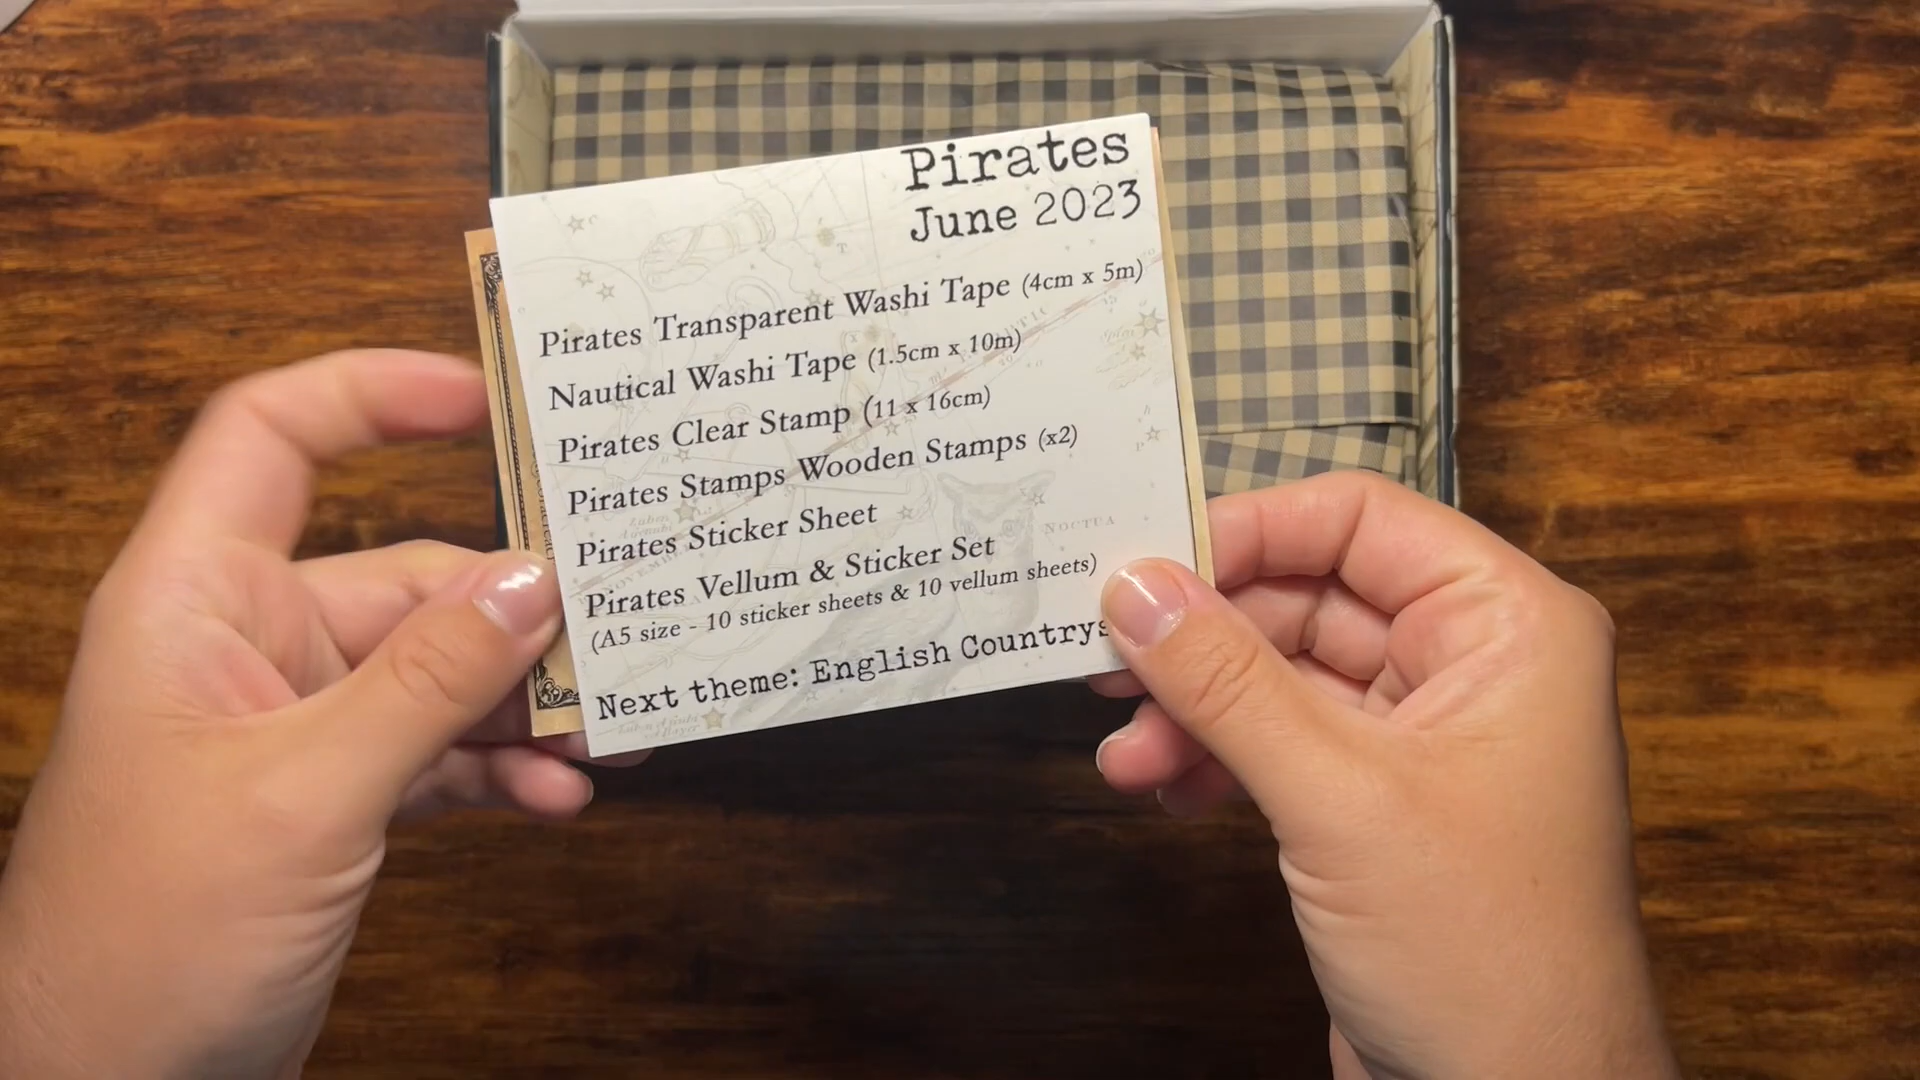 Pirates
June 2023
Pirates Transparent Washi Tape (4cm x 5m)
Nautical Washi Tape (1.5cm x 10m)
Pirates Clear Stamp (11 x 16cm)
Pirates Stamps Wooden Stamps (x2)
Pirates Sticker Sheet
Pirates Vellum & Sticker Set
(A5 size - 10 sticker sheets & 10 vellum sheets)
Next theme: English Countrys
NOCTUA